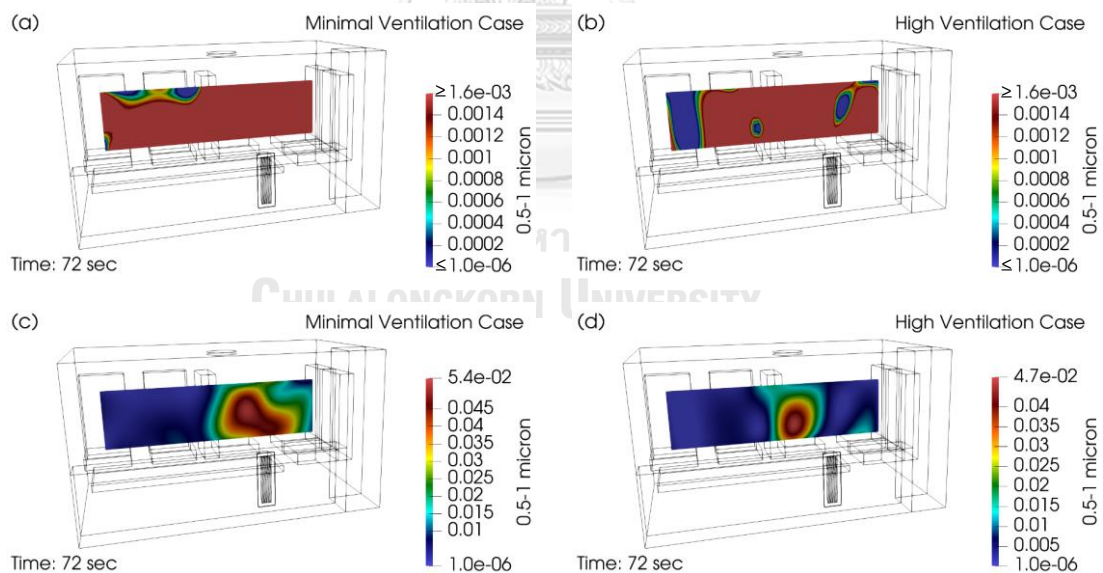 (a) Minimal Ventilation Case
≥ 1.6e-03
0.0014
0.0012
0.001
0.0008
0.0006
0.0004
0.0002
≤ 1.0e-06
0.5-1 micron
Time: 72 sec
(b) High Ventilation Case
≥ 1.6e-03
0.0014
0.0012
0.001
0.0008
0.0006
0.0004
0.0002
≤ 1.0e-06
0.5-1 micron
Time: 72 sec
CHULALONGKORN UNIVERSITY
(c) Minimal Ventilation Case
5.4e-02
0.045
0.04
0.035
0.03
0.025
0.02
0.015
0.01
1.0e-06
0.5-1 micron
Time: 72 sec
(d) High Ventilation Case
4.7e-02
0.04
0.035
0.03
0.025
0.02
0.015
0.01
0.005
1.0e-06
0.5-1 micron
Time: 72 sec